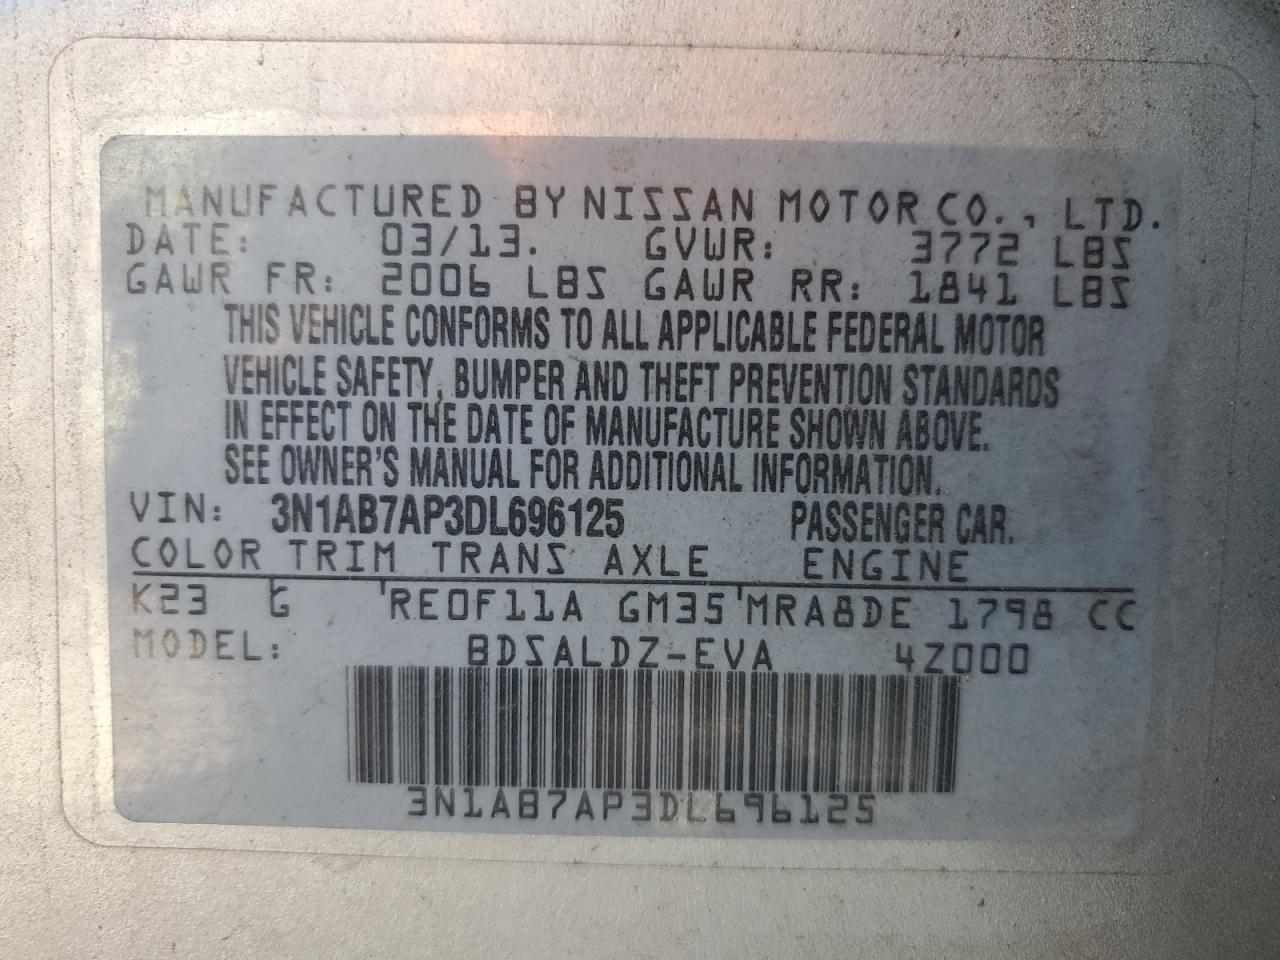 MANUFACTURED BY NISSAN MOTOR CO., LTD.
DATE: 03/13. GVWR: 3772 LBS
GAWR FR: 2006 LBS GAWR RR: 1841 LBS
THIS VEHICLE CONFORMS TO ALL APPLICABLE FEDERAL MOTOR
VEHICLE SAFETY, BUMPER AND THEFT PREVENTION STANDARDS
IN EFFECT ON THE DATE OF MANUFACTURE SHOWN ABOVE.
SEE OWNER'S MANUAL FOR ADDITIONAL INFORMATION.
VIN: 3N1AB7AP3DL696125 PASSENGER CAR.
COLOR TRIM TRANS AXLE ENGINE
K23 G 'RE0F11A GM35'MRA8DE 1798 CC
MODEL: BDSALDZ-EVA 4Z000
3N1AB7AP3DL696125